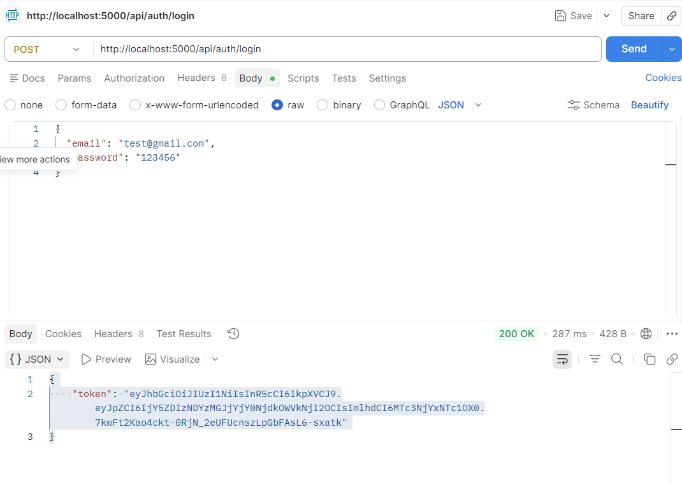 HTTP http://localhost:5000/api/auth/login Save Share
POST http://localhost:5000/api/auth/login Send
Docs Params Authorization Headers 8 Body Scripts Tests Settings Cookies
none form-data x-www-form-urlencoded raw binary GraphQL JSON Schema Beautify
1 {
2 "email": "test@gmail.com",
iew more actions assword": "123456"
4 }
Body Cookies Headers 8 Test Results 200 OK 287 ms 428 B
{} JSON Preview Visualize
1 {
2 "token": "eyJhbGciOiJIUzI1NiIsInR5cCI6IkpXVCJ9.
eyJpZCI6IjY5ZDIzNDYzMGJjYjY0NjdkOWVkNjI2OCIsImlhdCI6MTc3NjYxNTc1OX0.
7kwFt2Kao4ckt-0RjN_2eUFUcnszLpGbFAsL6-sxatk"
3 }